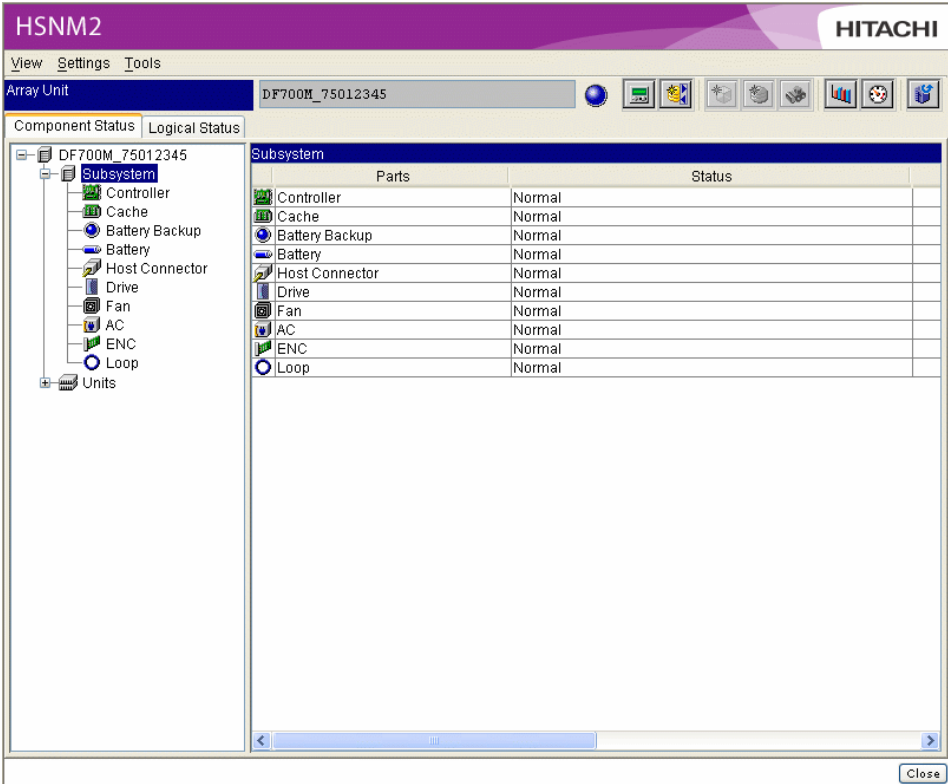 HSNM2
HITACHI
View Settings Tools
Array Unit
DF700M_75012345
Component Status
Logical Status
DF700M_75012345
Subsystem
Controller
Cache
Battery Backup
Battery
Host Connector
Drive
Fan
AC
ENC
Loop
Units
Subsystem
Parts Status
Controller Normal
Cache Normal
Battery Backup Normal
Battery Normal
Host Connector Normal
Drive Normal
Fan Normal
AC Normal
ENC Normal
Loop Normal
Close